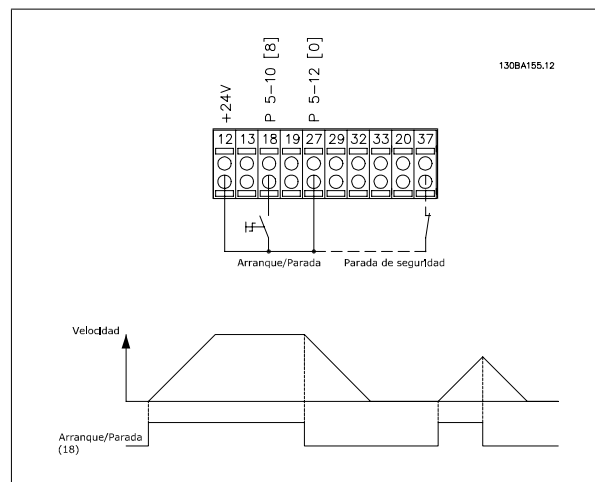 130BA155.12
+24V
P 5-10 [8]
P 5-12 [0]
12 13 18 19 27 29 32 33 20 37
Arranque/Parada
Parada de seguridad
Velocidad
Arranque/Parada
(18)